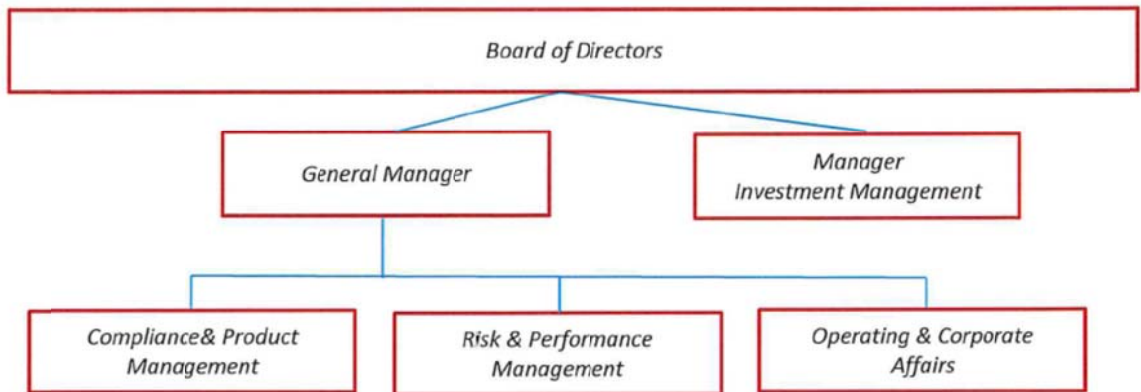 Board of Directors
General Manager
Manager
Investment Management
Compliance& Product
Management
Risk & Performance
Management
Operating & Corporate
Affairs